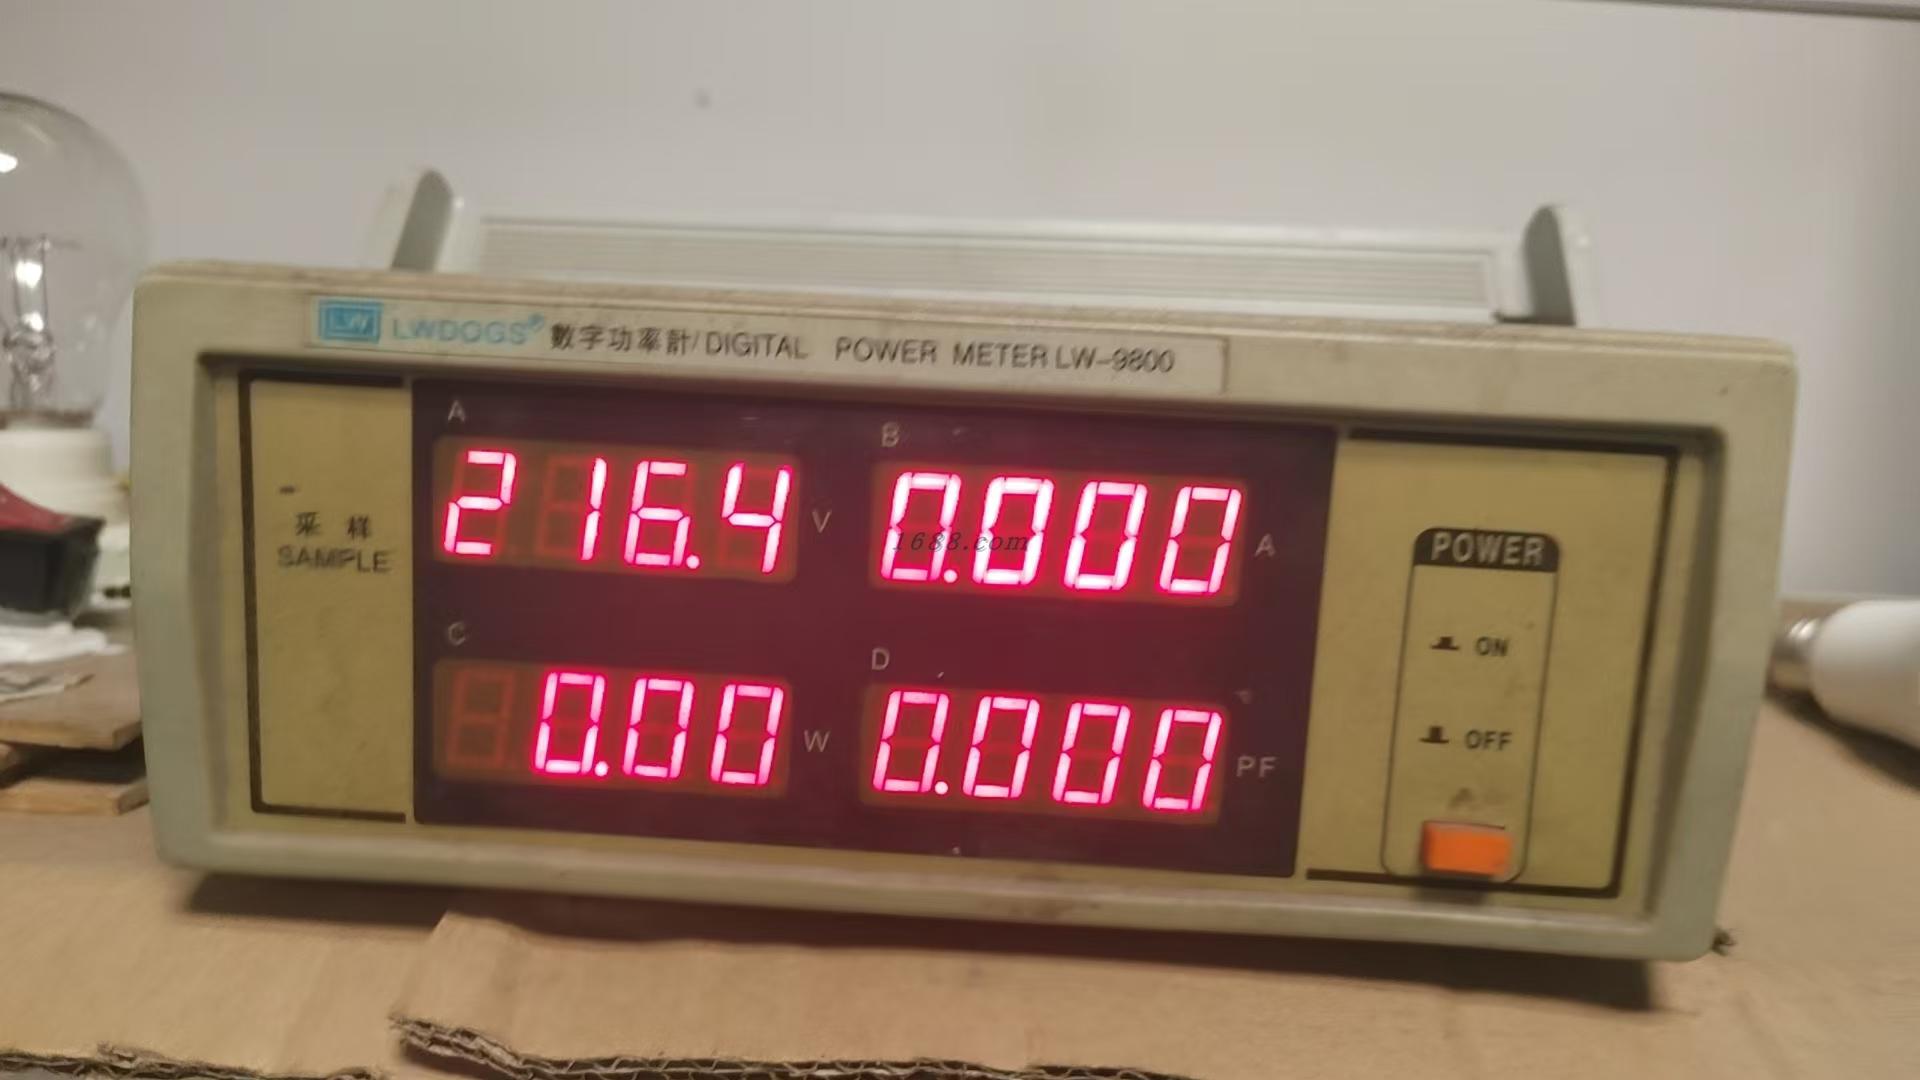 LW LWDOGS® 數字功率計/DIGITAL POWER METER LW-9800
A
B
216.4 V
0.000 A
1688.com
采样
SAMPLE
C
D
0.00 W
0.000 PF
POWER
ON
OFF